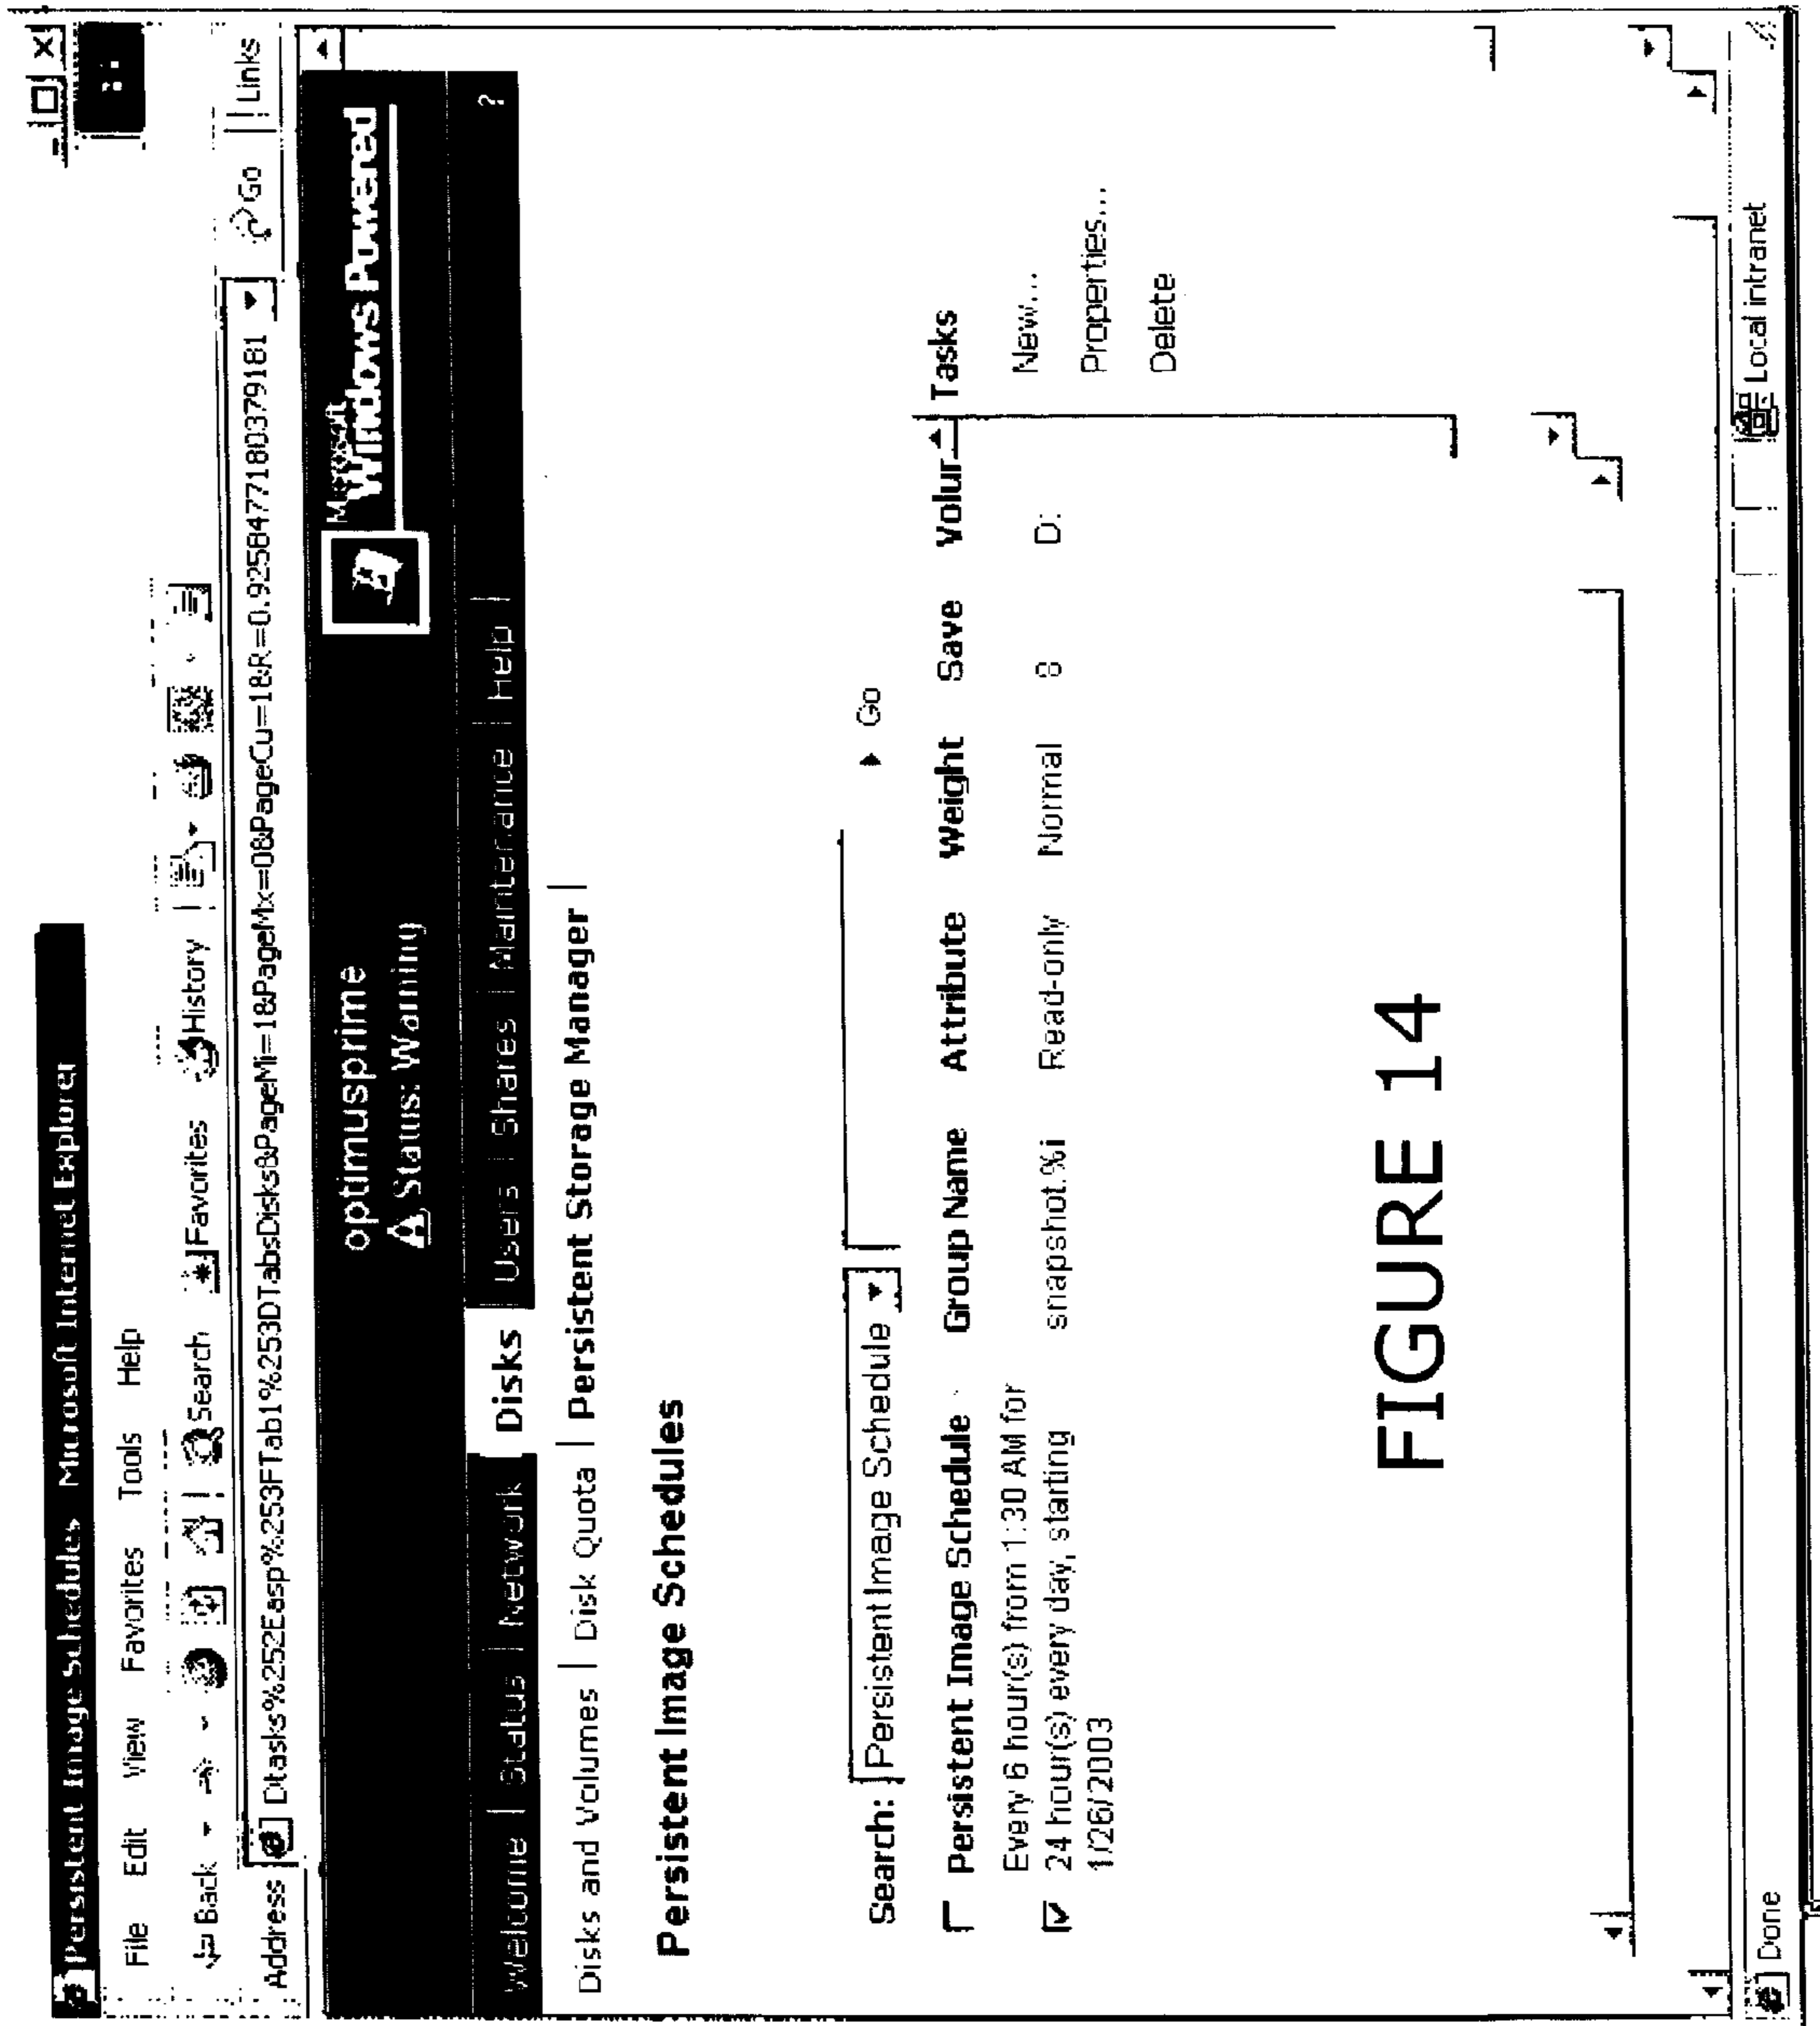 Persistent Image Schedules Microsoft Internet Explorer
File Edit View Favorites Tools Help
Back Search Favorites History
Address Dtasks%252Easp%253FTab1%253DTabsDisks&PageMi=1&PageMx=0&PageCu=1&R=0.9258477180379181 Go Links
optimusprime
Status: Warning
Microsoft
Windows Powered
Welcome | Status | Network | Disks Users | Shares | Maintenance | Help | ?
Disks and Volumes | Disk Quota | Persistent Storage Manager |
Persistent Image Schedules
Search: Persistent Image Schedule Go
Persistent Image Schedule Group Name Attribute Weight Save Volur Tasks
Every 6 hour(s) from 1:30 AM for
24 hour(s) every day, starting
1/26/2003
snapshot.%i Read-only Normal 8 D:
New...
Properties...
Delete
FIGURE 14
Done Local intranet